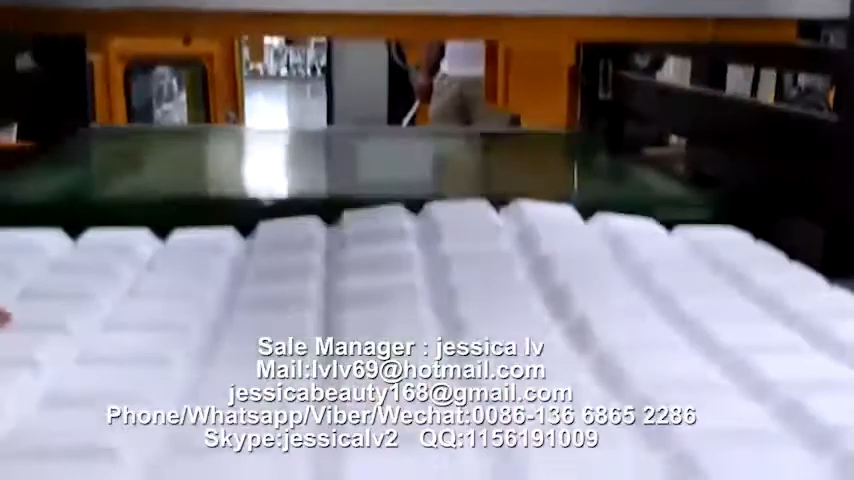 Sale Manager : jessica lv
Mail:lvlv69@hotmail.com
jessicabeauty168@gmail.com
Phone/Whatsapp/Viber/Wechat:0086-136 6865 2286
Skype:jessicalv2 QQ:1156191009